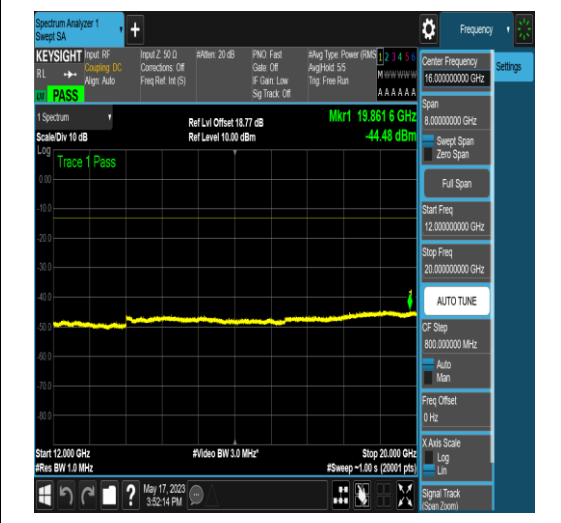 Spectrum Analyzer 1
Swept SA
Frequency
KEYSIGHT
RL
Input: RF
Coupling: DC
Align: Auto
Input Z: 50 Ω
Corrections: Off
Freq Ref: Int (S)
#Atten: 20 dB
PNO: Fast
Gate: Off
IF Gain: Low
Sig Track: Off
#Avg Type: Power (RMS
Avg|Hold: 5/5
Trig: Free Run
1 2 3 4 5 6
M W W W W W
A A A A A A
PASS
1 Spectrum
Scale/Div 10 dB
Ref Lvl Offset 18.77 dB
Ref Level 10.00 dBm
Mkr1 19.861 6 GHz
-44.48 dBm
Log
Trace 1 Pass
0.00
-10.0
-20.0
-30.0
-40.0
-50.0
-60.0
-70.0
-80.0
1
Start 12.000 GHz
#Res BW 1.0 MHz
#Video BW 3.0 MHz*
Stop 20.000 GHz
#Sweep ~1.00 s (20001 pts)
May 17, 2023
3:52:14 PM
Center Frequency
16.000000000 GHz
Settings
Span
8.00000000 GHz
Swept Span
Zero Span
Full Span
Start Freq
12.000000000 GHz
Stop Freq
20.000000000 GHz
AUTO TUNE
CF Step
800.000000 MHz
Auto
Man
Freq Offset
0 Hz
X Axis Scale
Log
Lin
Signal Track
(Span Zoom)